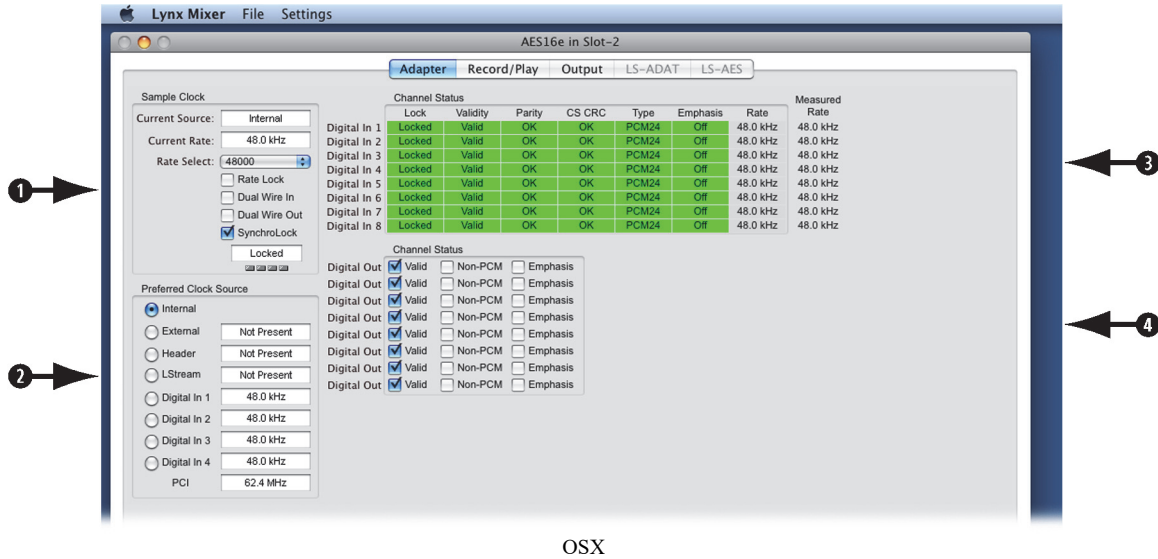 Lynx Mixer File Settings
AES16e in Slot-2
Adapter Record/Play Output LS-ADAT LS-AES
Sample Clock
Current Source: Internal
Current Rate: 48.0 kHz
Rate Select: 48000
Rate Lock
Dual Wire In
Dual Wire Out
SynchroLock
Locked
1
Preferred Clock Source
Internal
External Not Present
Header Not Present
LStream Not Present
Digital In 1 48.0 kHz
Digital In 2 48.0 kHz
Digital In 3 48.0 kHz
Digital In 4 48.0 kHz
PCI 62.4 MHz
2
Channel Status
Measured
Lock Validity Parity CS CRC Type Emphasis Rate Rate
Digital In 1 Locked Valid OK OK PCM24 Off 48.0 kHz 48.0 kHz
Digital In 2 Locked Valid OK OK PCM24 Off 48.0 kHz 48.0 kHz
Digital In 3 Locked Valid OK OK PCM24 Off 48.0 kHz 48.0 kHz
Digital In 4 Locked Valid OK OK PCM24 Off 48.0 kHz 48.0 kHz
Digital In 5 Locked Valid OK OK PCM24 Off 48.0 kHz 48.0 kHz
Digital In 6 Locked Valid OK OK PCM24 Off 48.0 kHz 48.0 kHz
Digital In 7 Locked Valid OK OK PCM24 Off 48.0 kHz 48.0 kHz
Digital In 8 Locked Valid OK OK PCM24 Off 48.0 kHz 48.0 kHz
3
Channel Status
Digital Out Valid Non-PCM Emphasis
Digital Out Valid Non-PCM Emphasis
Digital Out Valid Non-PCM Emphasis
Digital Out Valid Non-PCM Emphasis
Digital Out Valid Non-PCM Emphasis
Digital Out Valid Non-PCM Emphasis
Digital Out Valid Non-PCM Emphasis
Digital Out Valid Non-PCM Emphasis
4
OSX